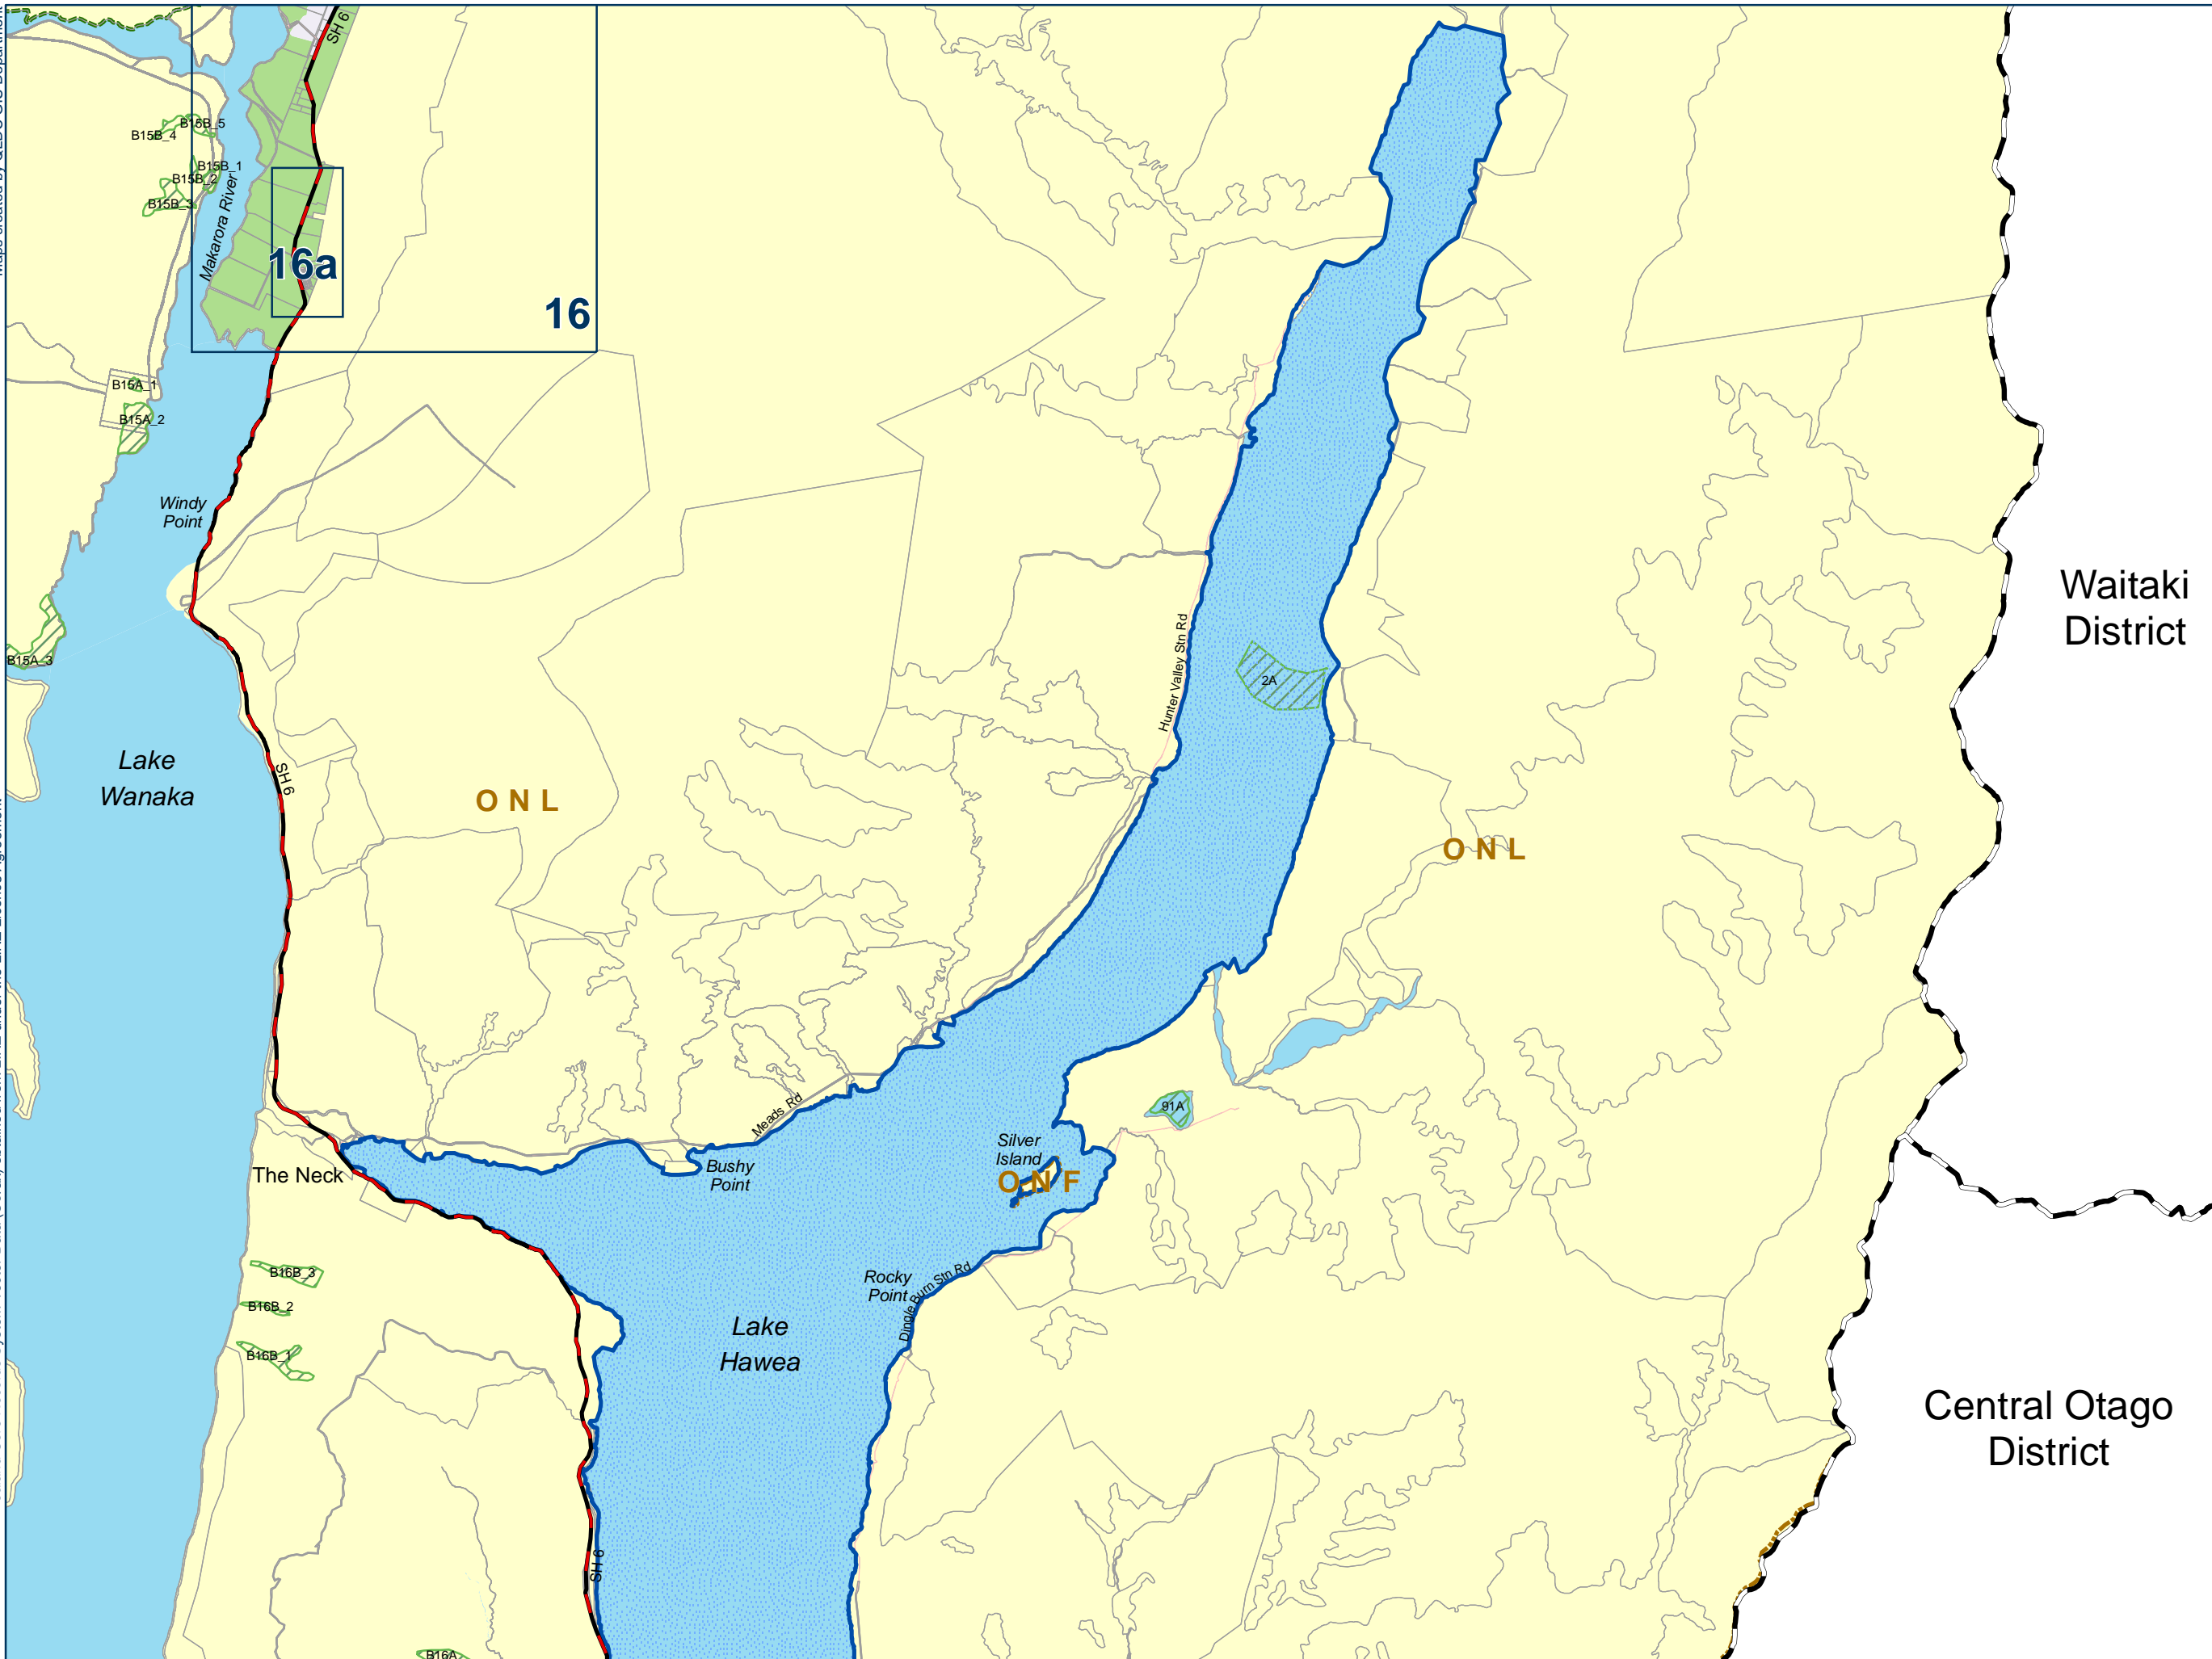 SH 6
B15B_5
B15B_4
B15B_1
B15B_2
B15B_3
Makarora River
16a
16
B15A_1
B15A_2
Windy
Point
B15A_3
Waitaki
District
Hunter Valley Stn Rd
2A
Lake
Wanaka
SH 6
O N L
O N L
Meads Rd
91A
Silver
Island
O N F
The Neck
Bushy
Point
B16B_3
B16B_2
B16B_1
Rocky
Point
Dingle Burn Stn Rd
Lake
Hawea
Central Otago
District
SH 6
B16A